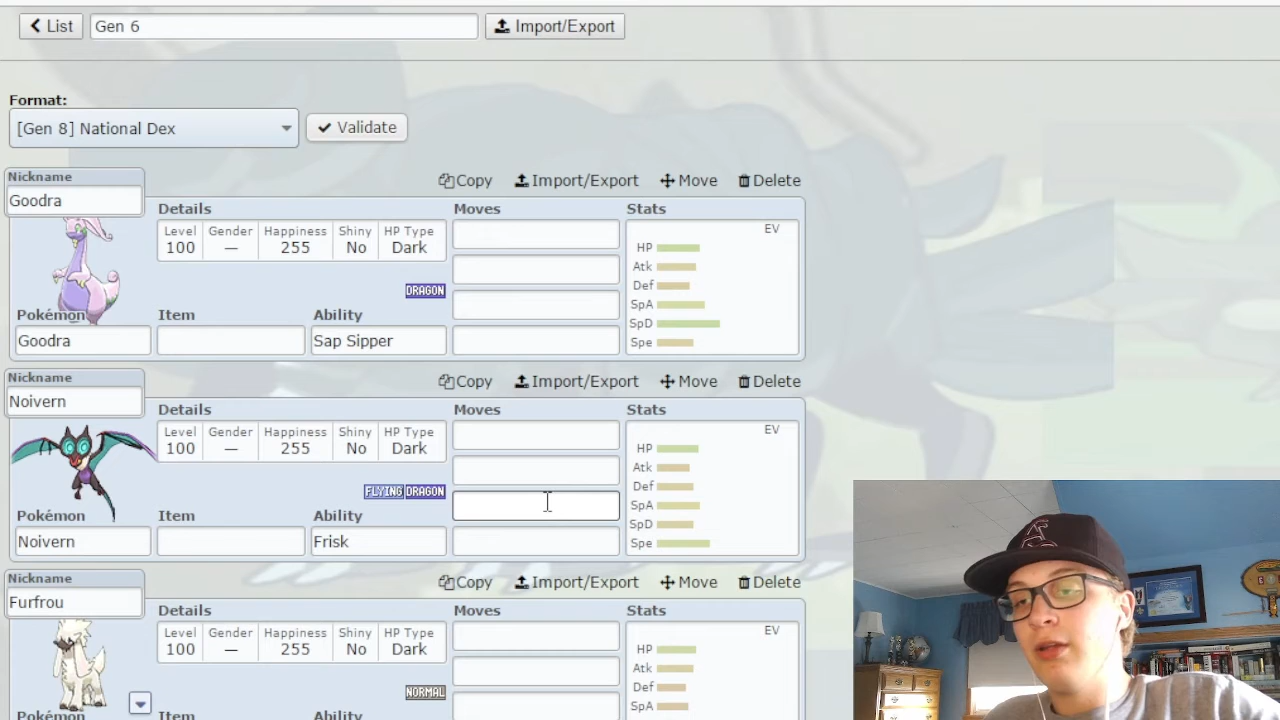 List
Gen 6
Import/Export
Format:
[Gen 8] National Dex
Validate
Nickname
Goodra
Copy Import/Export Move Delete
Details
Moves
Stats
Level Gender Happiness Shiny HP Type
100 — 255 No Dark
EV
HP
Atk
Def
SpA
SpD
Spe
DRAGON
Pokémon Item Ability
Goodra Sap Sipper
Nickname
Noivern
Copy Import/Export Move Delete
Details
Moves
Stats
Level Gender Happiness Shiny HP Type
100 — 255 No Dark
EV
HP
Atk
Def
SpA
SpD
Spe
FLYING DRAGON
Pokémon Item Ability
Noivern Frisk
Nickname
Furfrou
Copy Import/Export Move Delete
Details
Moves
Stats
Level Gender Happiness Shiny HP Type
100 — 255 No Dark
EV
HP
Atk
Def
SpA
NORMAL
Pokémon Item Ability